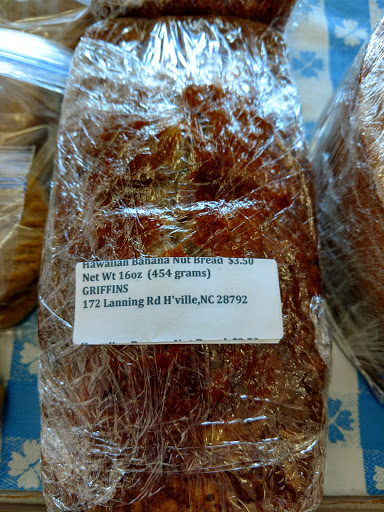 Hawaiian Banana Nut Bread $3.50
Net Wt 16oz (454 grams)
GRIFFINS
172 Lanning Rd H'ville,NC 28792